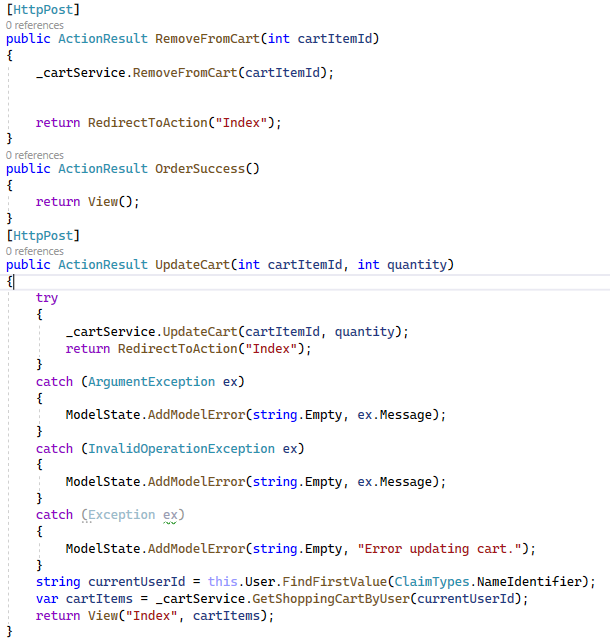 [HttpPost]
0 references
public ActionResult RemoveFromCart(int cartItemId)
{
_cartService.RemoveFromCart(cartItemId);
return RedirectToAction("Index");
}
0 references
public ActionResult OrderSuccess()
{
return View();
}
[HttpPost]
0 references
public ActionResult UpdateCart(int cartItemId, int quantity)
{
try
{
_cartService.UpdateCart(cartItemId, quantity);
return RedirectToAction("Index");
}
catch (ArgumentException ex)
{
ModelState.AddModelError(string.Empty, ex.Message);
}
catch (InvalidOperationException ex)
{
ModelState.AddModelError(string.Empty, ex.Message);
}
catch (Exception ex)
{
ModelState.AddModelError(string.Empty, "Error updating cart.");
}
string currentUserId = this.User.FindFirstValue(ClaimTypes.NameIdentifier);
var cartItems = _cartService.GetShoppingCartByUser(currentUserId);
return View("Index", cartItems);
}